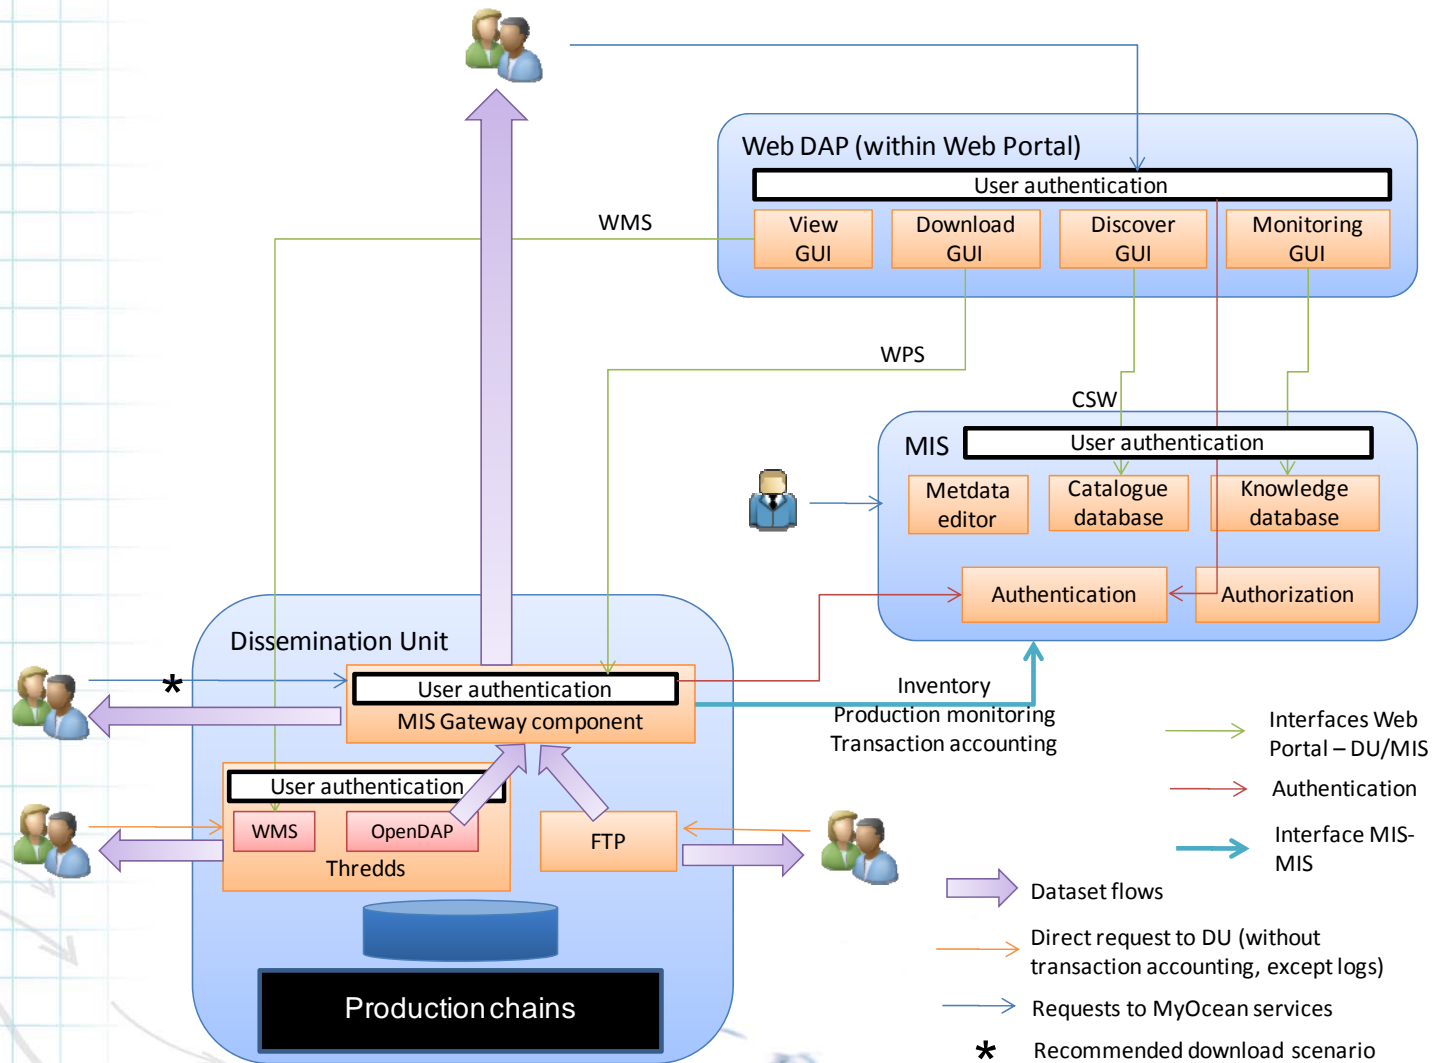 Web DAP (within Web Portal)
User authentication
View
GUI
Download
GUI
Discover
GUI
Monitoring
GUI
WMS
WPS
CSW
MIS
User authentication
Metdata
editor
Catalogue
database
Knowledge
database
Authentication
Authorization
Dissemination Unit
*
User authentication
MIS Gateway component
Inventory
Production monitoring
Transaction accounting
User authentication
WMS
OpenDAP
Thredds
FTP
Production chains
Interfaces Web
Portal – DU/MIS
Authentication
Interface MIS-
MIS
Dataset flows
Direct request to DU (without
transaction accounting, except logs)
Requests to MyOcean services
* Recommended download scenario